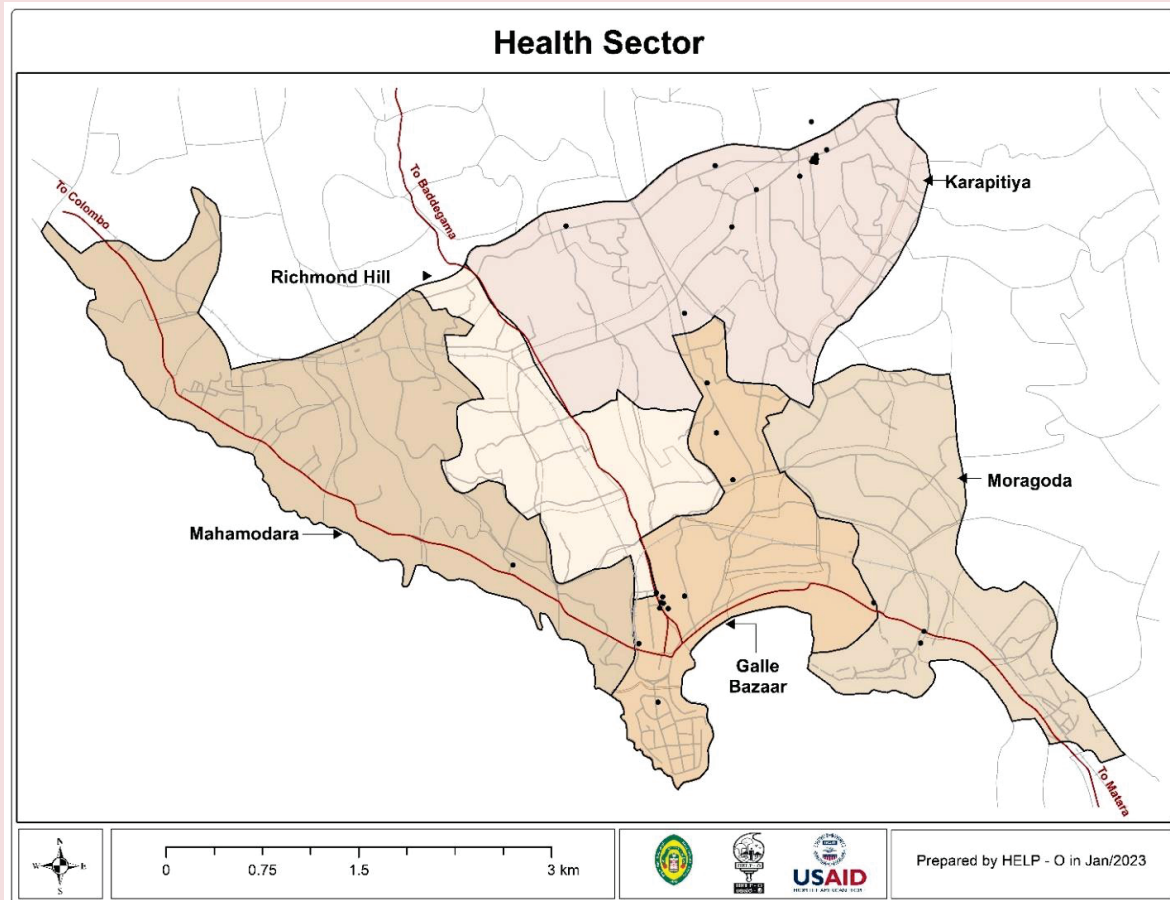 Health Sector
To Colombo
To Baddegama
Karapitiya
Richmond Hill
Moragoda
Mahamodara
Galle
Bazaar
To Matara
N
W E
S
0 0.75 1.5 3 km
USAID
Prepared by HELP - O in Jan/2023